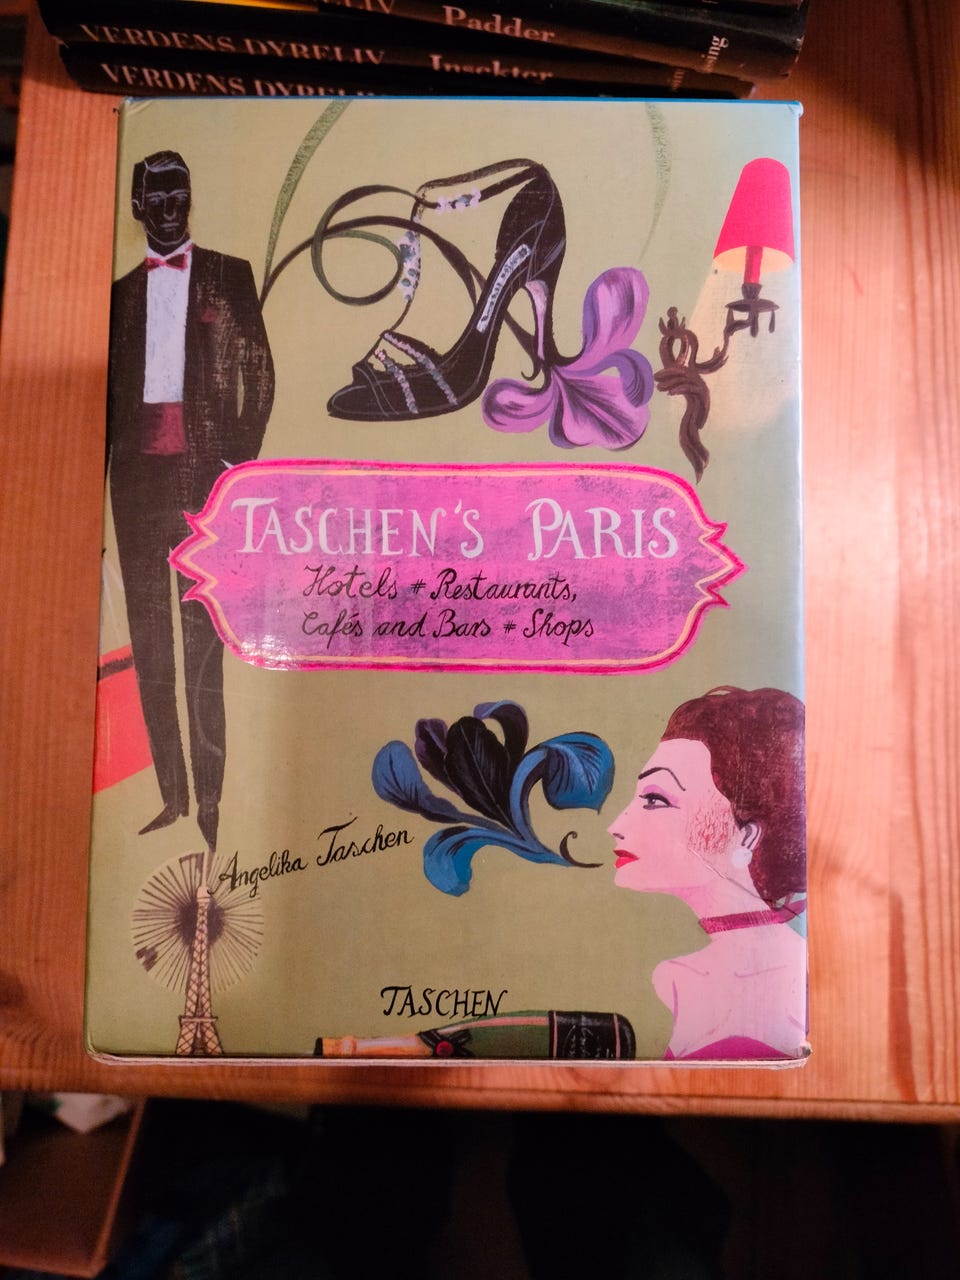 Padder
VERDENS DYRELIV Insekter
VERDENS DYRELIV
TASCHEN'S PARIS
Hotels * Restaurants,
Cafés and Bars * Shops
Angelika Taschen
TASCHEN